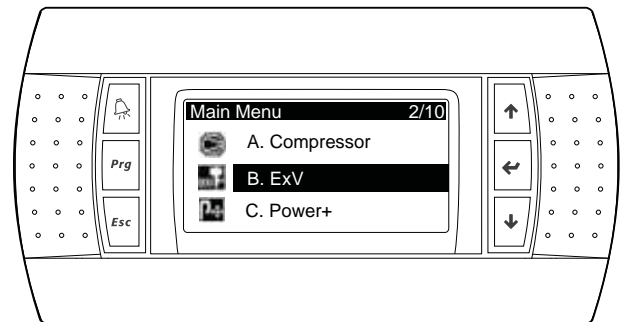 Main Menu 2/10
A. Compressor
Prg
B. ExV
C. Power+
Esc